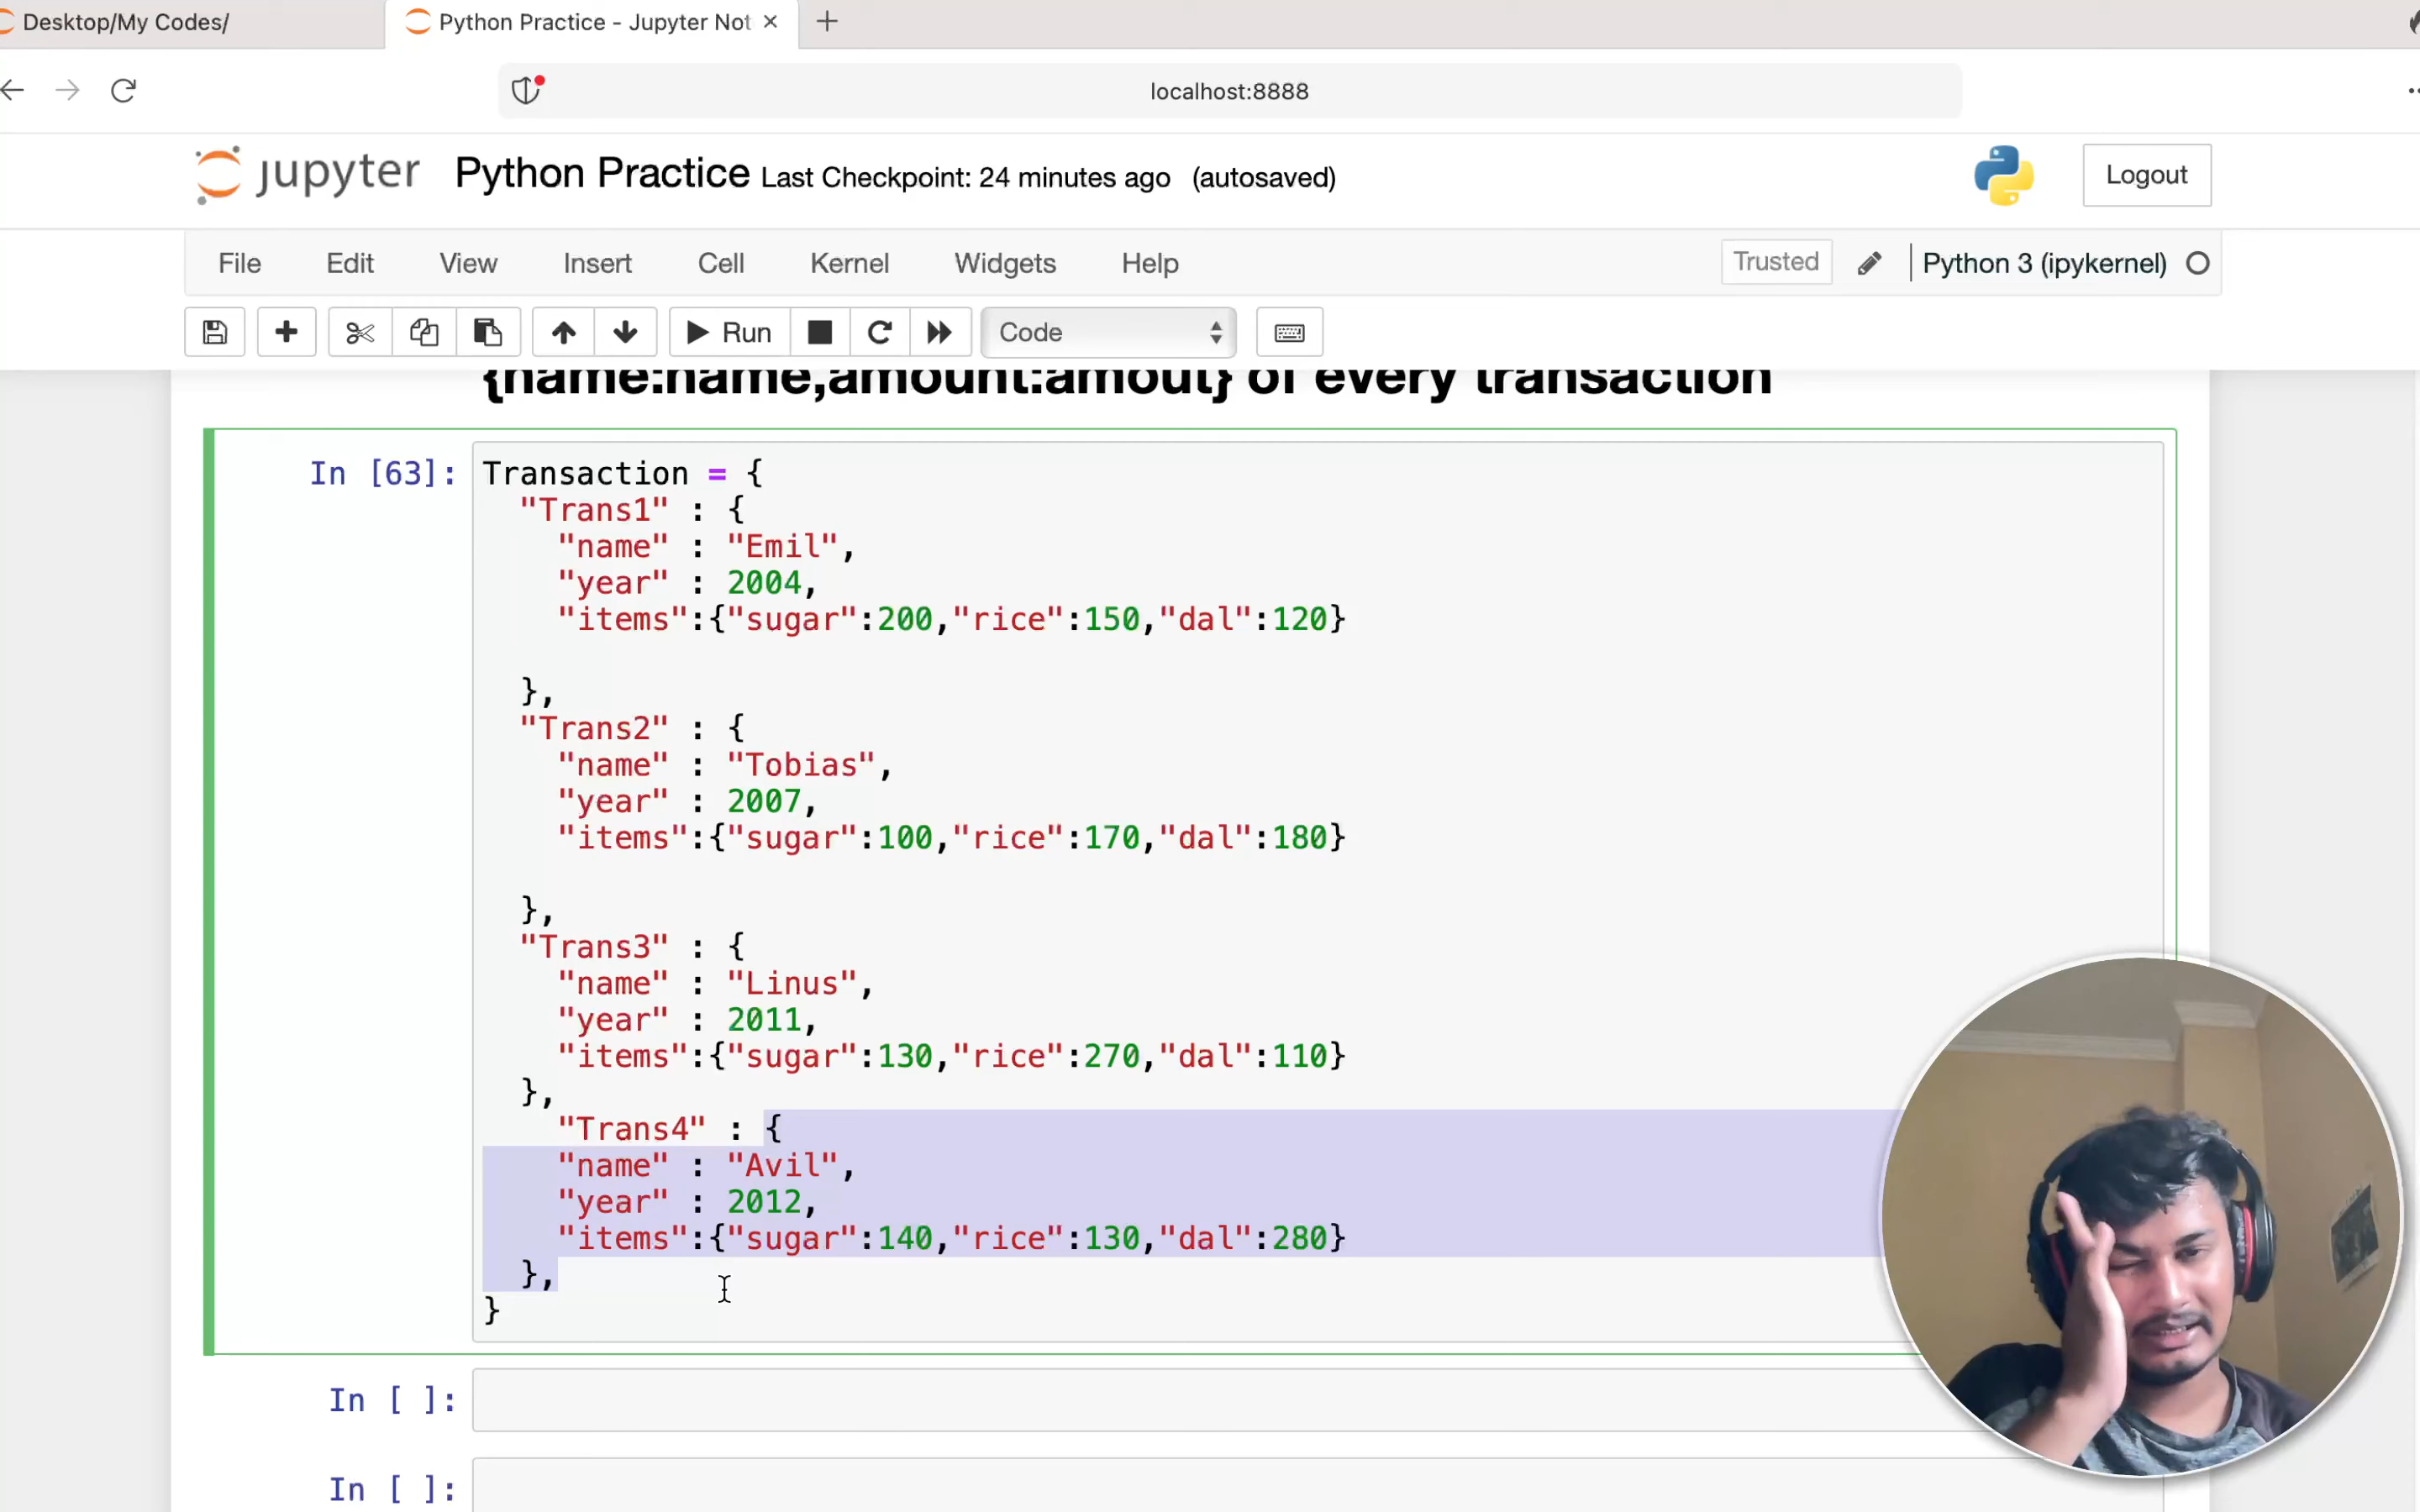 Desktop/My Codes/
Python Practice - Jupyter Not
localhost:8888
jupyter Python Practice Last Checkpoint: 24 minutes ago (autosaved)
Logout
File Edit View Insert Cell Kernel Widgets Help
Trusted Python 3 (ipykernel)
Run Code
{name:name,amount:amout} of every transaction
In [63]: Transaction = {
"Trans1" : {
"name" : "Emil",
"year" : 2004,
"items":{"sugar":200,"rice":150,"dal":120}
},
"Trans2" : {
"name" : "Tobias",
"year" : 2007,
"items":{"sugar":100,"rice":170,"dal":180}
},
"Trans3" : {
"name" : "Linus",
"year" : 2011,
"items":{"sugar":130,"rice":270,"dal":110}
},
"Trans4" : {
"name" : "Avil",
"year" : 2012,
"items":{"sugar":140,"rice":130,"dal":280}
},
}
In [ ]:
In [ ]: